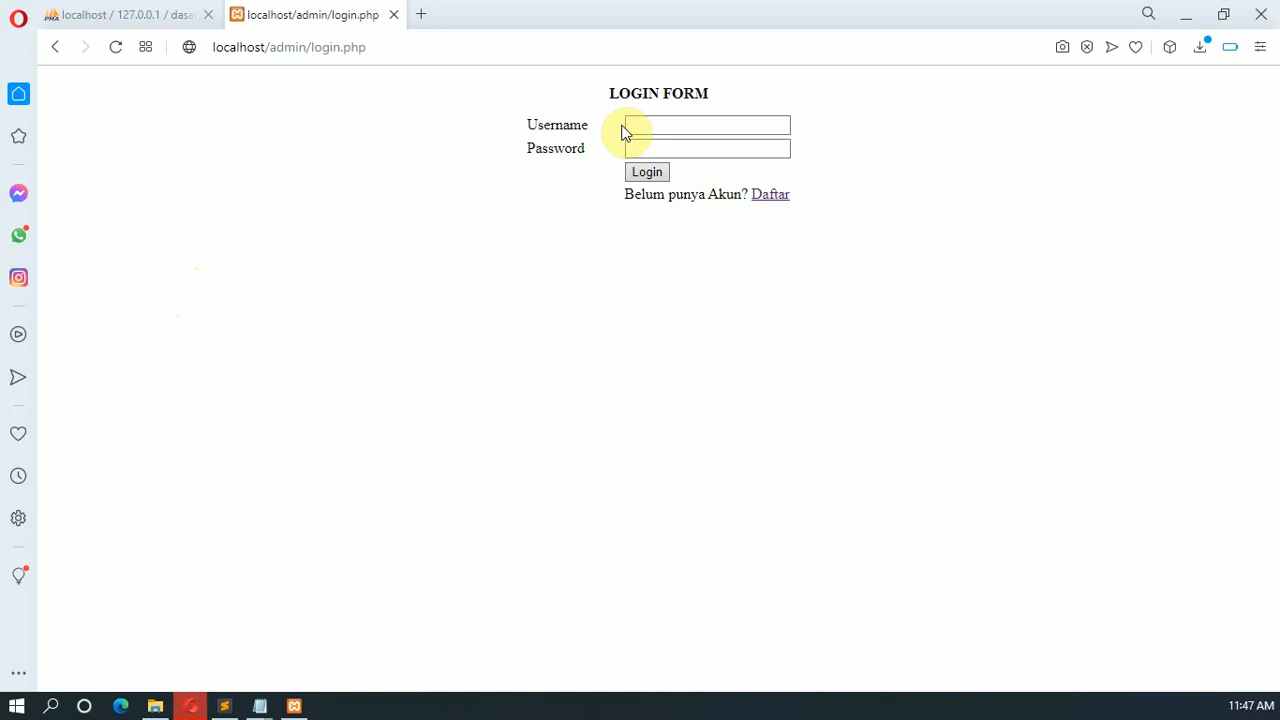 localhost / 127.0.0.1 / dasa
localhost/admin/login.php
localhost/admin/login.php
LOGIN FORM
Username
Password
Login
Belum punya Akun? Daftar
11:47 AM